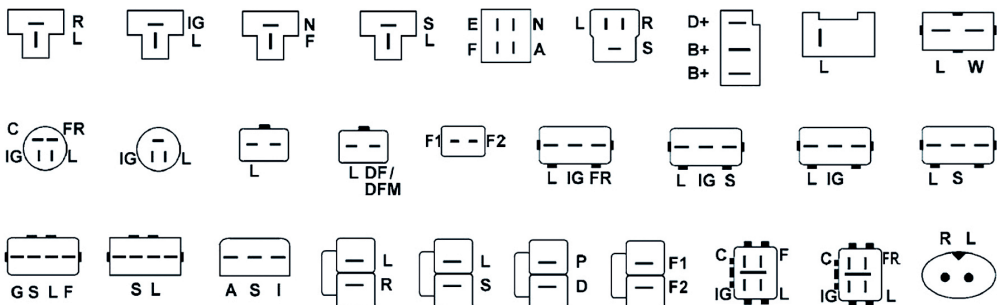 R
L
IG
L
N
F
S
L
E N
F A
L R
S
D+
B+
B+
L
L W
C FR
IG L
IG L
L
L DF/
DFM
F1 F2
L IG FR
L IG S
L IG
L S
G S L F
S L
A S I
L
R
L
S
P
D
F1
F2
C F
IG L
C FR
IG L
R L